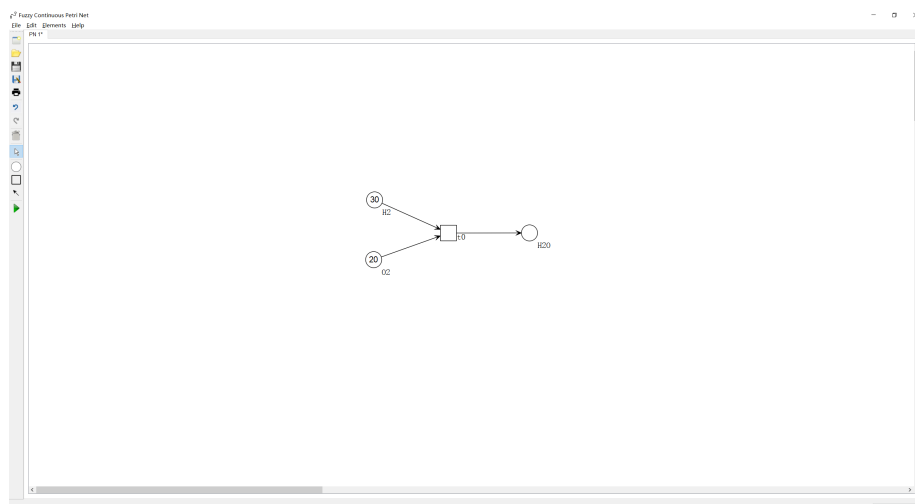 Fuzzy Continuous Petri Net
File Edit Elements Help
PN 1*
30
H2
t0
H2O
20
O2